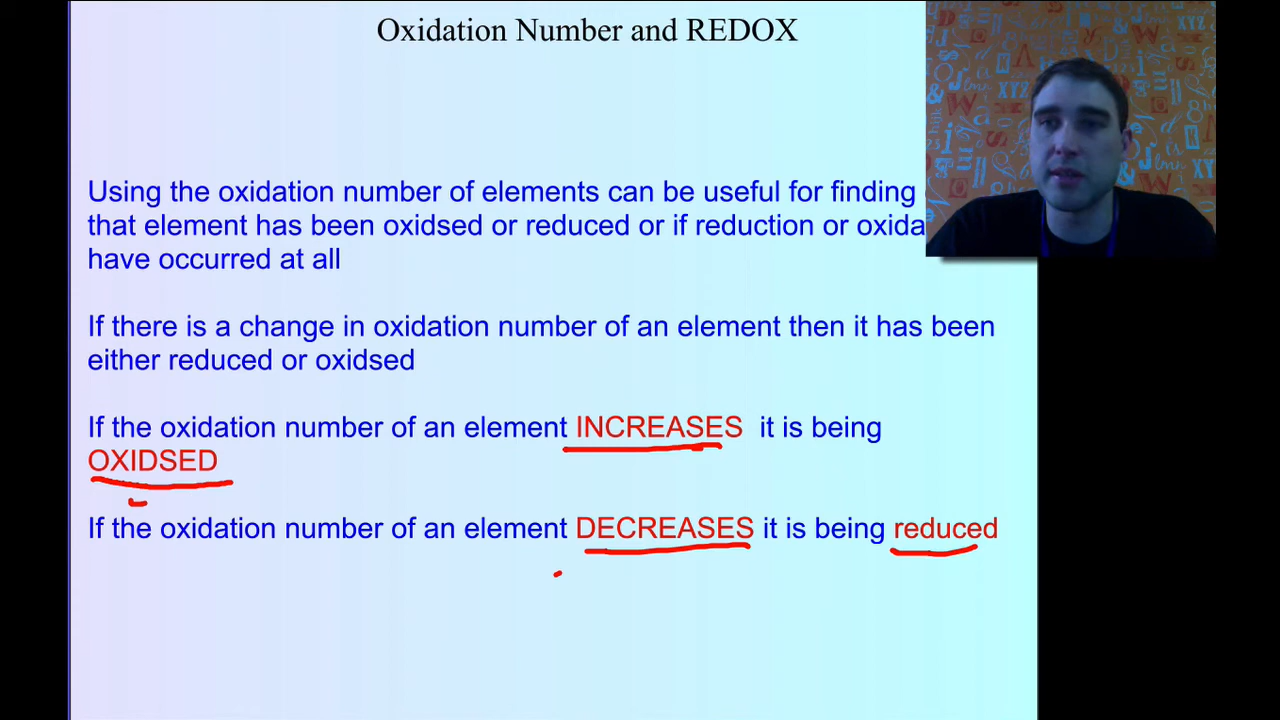 Oxidation Number and REDOX
Using the oxidation number of elements can be useful for finding
that element has been oxidsed or reduced or if reduction or oxida
have occurred at all
If there is a change in oxidation number of an element then it has been
either reduced or oxidsed
If the oxidation number of an element INCREASES it is being
OXIDSED
If the oxidation number of an element DECREASES it is being reduced